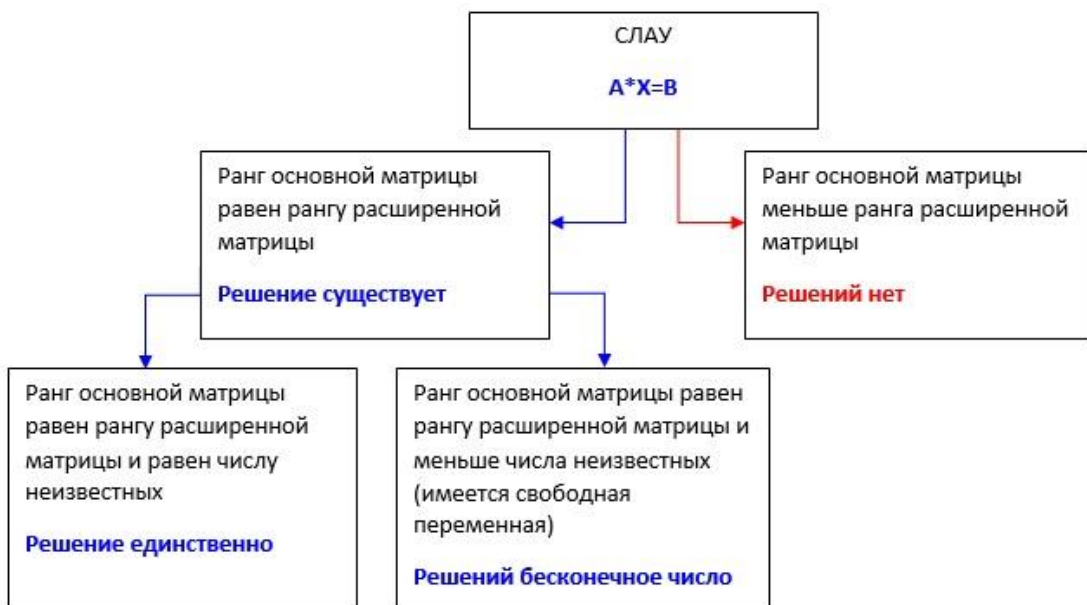 СЛАУ
A*X=B
Ранг основной матрицы
равен рангу расширенной
матрицы
Решение существует
Ранг основной матрицы
меньше ранга расширенной
матрицы
Решений нет
Ранг основной матрицы
равен рангу расширенной
матрицы и равен числу
неизвестных
Решение единственно
Ранг основной матрицы равен
рангу расширенной матрицы и
меньше числа неизвестных
(имеется свободная
переменная)
Решений бесконечное число